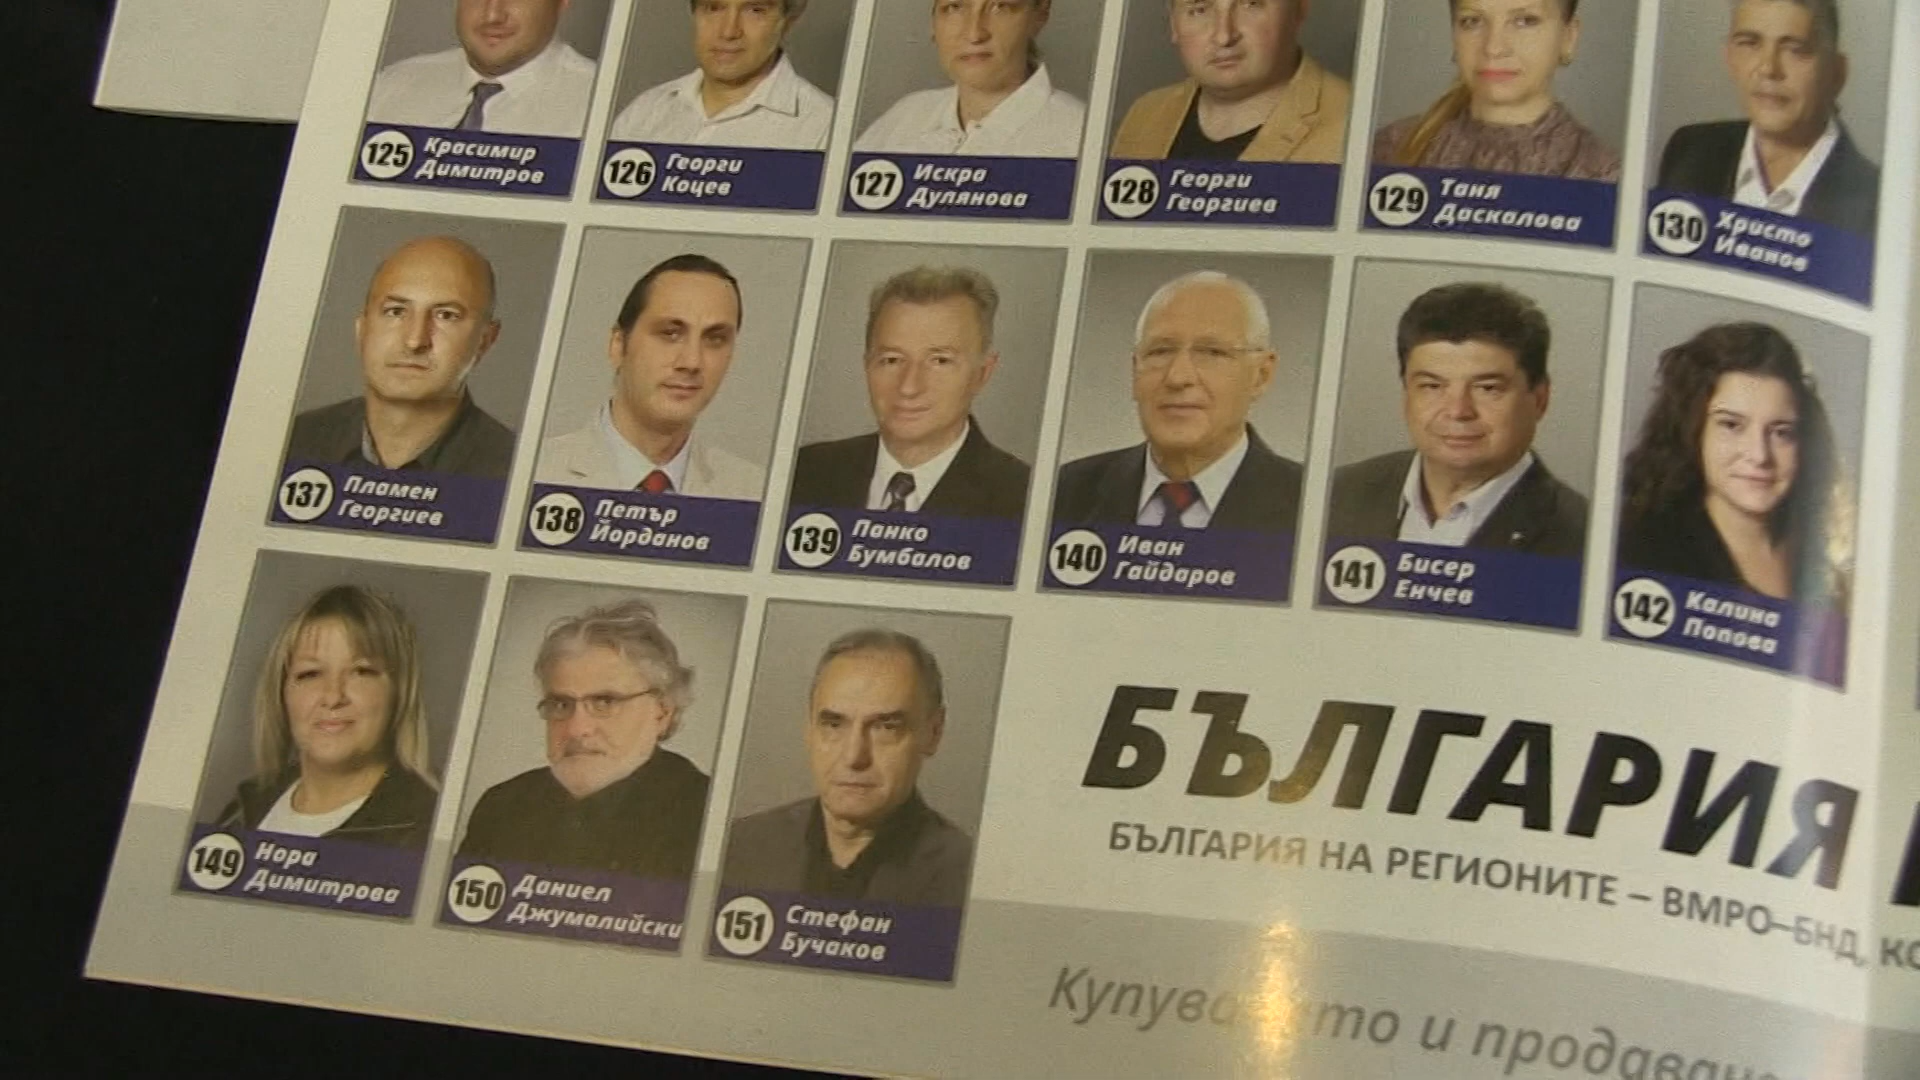 125 Красимир
Димитров
126 Георги
Коцев
127 Искра
Дулянова
128 Георги
Георгиев
129 Таня
Даскалова
130 Христо
Иванов
137 Пламен
Георгиев
138 Петър
Йорданов
139 Панко
Бумбалов
140 Иван
Гайдаров
141 Бисер
Енчев
142 Калина
Попова
149 Нора
Димитрова
150 Даниел
Джумалийски
151 Стефан
Бучаков
БЪЛГАРИЯ
БЪЛГАРИЯ НА РЕГИОНИТЕ – ВМРО–БНД,
и